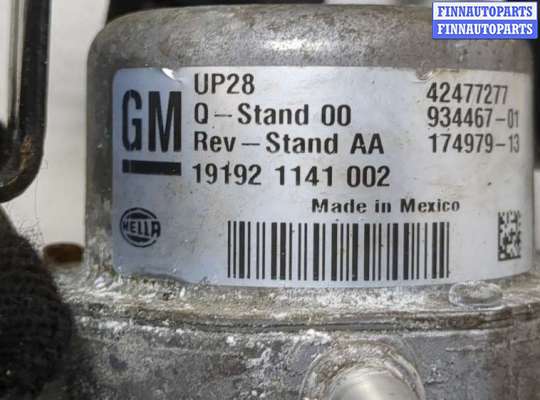 FINNAUTOPARTS
FINNAUTOPARTS
GM
UP28 42477277
Q-Stand 00 934467-01
Rev-Stand AA 174979-13
19192 1141 002
Made in Mexico
HELLA